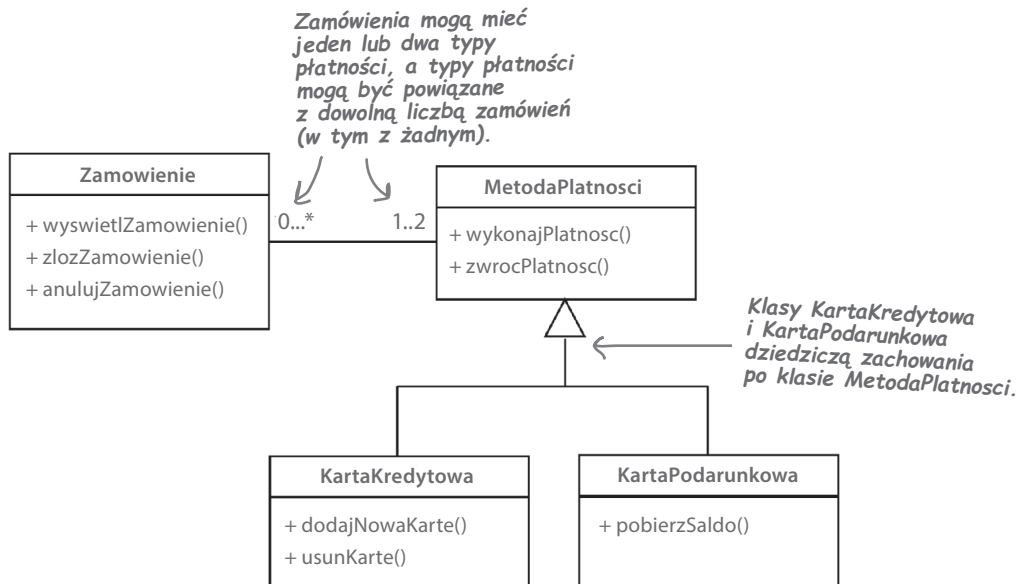 Zamówienia mogą mieć
jeden lub dwa typy
płatności, a typy płatności
mogą być powiązane
z dowolną liczbą zamówień
(w tym z żadnym).
Zamowienie
+ wyswietlZamowienie()
+ zlozZamowienie()
+ anulujZamowienie()
0...*
1..2
MetodaPlatnosci
+ wykonajPlatnosc()
+ zwrocPlatnosc()
Klasy KartaKredytowa
i KartaPodarunkowa
dziedziczą zachowania
po klasie MetodaPlatnosci.
KartaKredytowa
+ dodajNowaKarte()
+ usunKarte()
KartaPodarunkowa
+ pobierzSaldo()